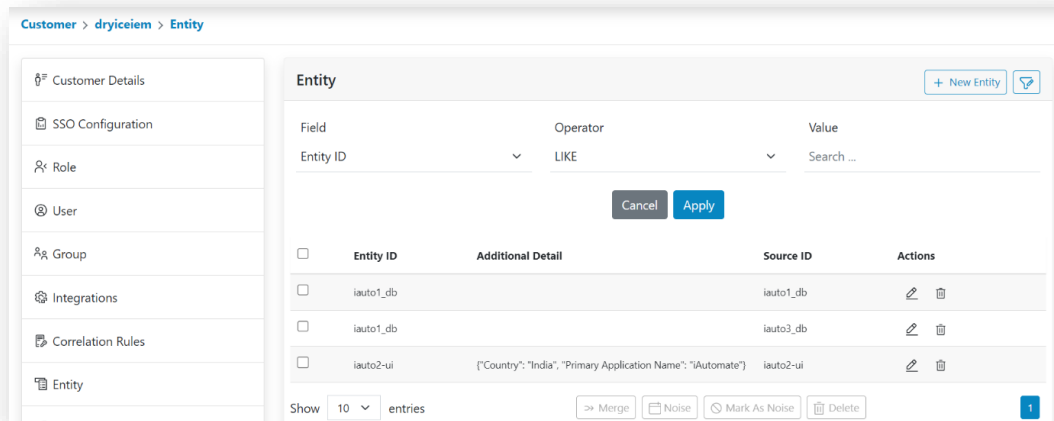 Customer > dryiceiem > Entity
Customer Details
SSO Configuration
Role
User
Group
Integrations
Correlation Rules
Entity
Entity
+ New Entity
Field Operator Value
Entity ID LIKE Search ...
Cancel Apply
Entity ID Additional Detail Source ID Actions
iauto1_db iauto1_db
iauto1_db iauto3_db
iauto2-ui {"Country": "India", "Primary Application Name": "iAutomate"} iauto2-ui
Show 10 entries Merge Noise Mark As Noise Delete 1